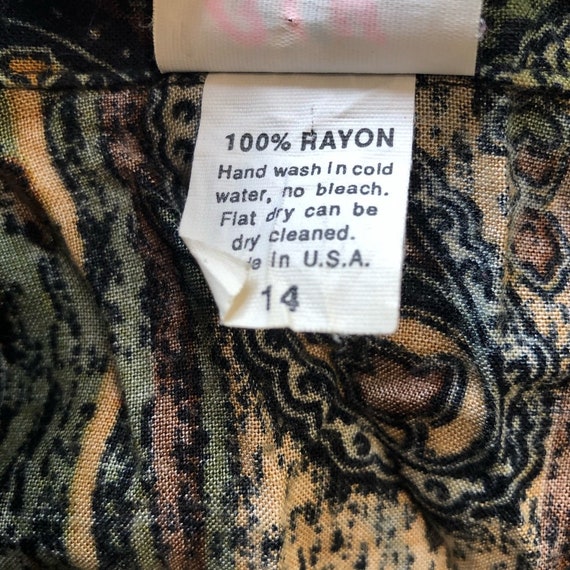 100% RAYON
Hand wash in cold
water, no bleach.
Flat dry can be
dry cleaned.
in U.S.A.
14